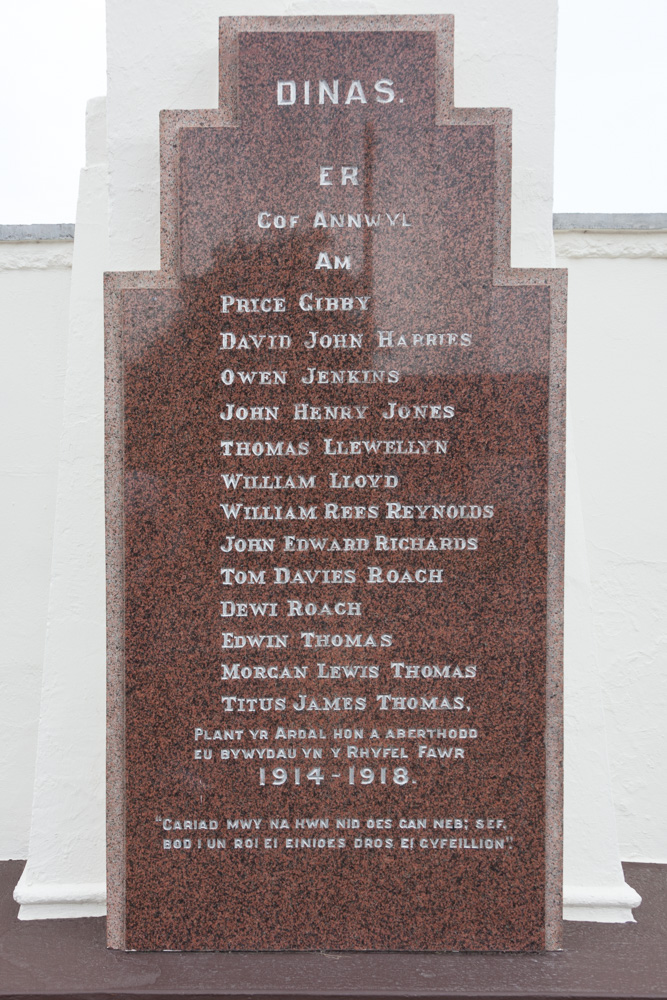 DINAS.
ER
COF ANNWYL
AM
PRICE GIBBY
DAVID JOHN HARRIES
OWEN JENKINS
JOHN HENRY JONES
THOMAS LLEWELLYN
WILLIAM LLOYD
WILLIAM REES REYNOLDS
JOHN EDWARD RICHARDS
TOM DAVIES ROACH
DEWI ROACH
EDWIN THOMAS
MORGAN LEWIS THOMAS
TITUS JAMES THOMAS,
PLANT YR ARDAL HON A ABERTHODD
EU BYWYDAU YN Y RHYFEL FAWR
1914-1918.
"CARIAD MWY NA HWN NID OES GAN NEB; SEF,
BOD I UN ROI EI EINIOES DROS EI GYFEILLION".